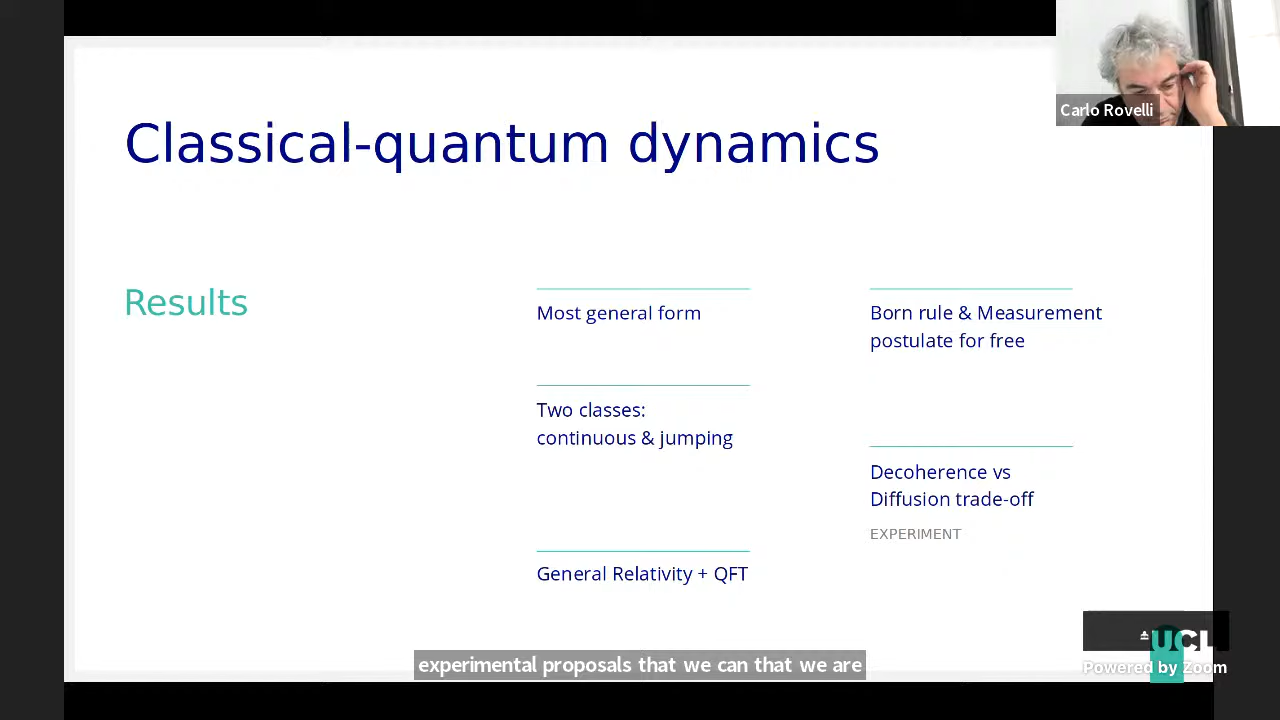 Carlo Rovelli
Classical-quantum dynamics
Results
Most general form
Two classes:
continuous & jumping
General Relativity + QFT
Born rule & Measurement
postulate for free
Decoherence vs
Diffusion trade-off
EXPERIMENT
experimental proposals that we can that we are
UCL
Powered by Zoom